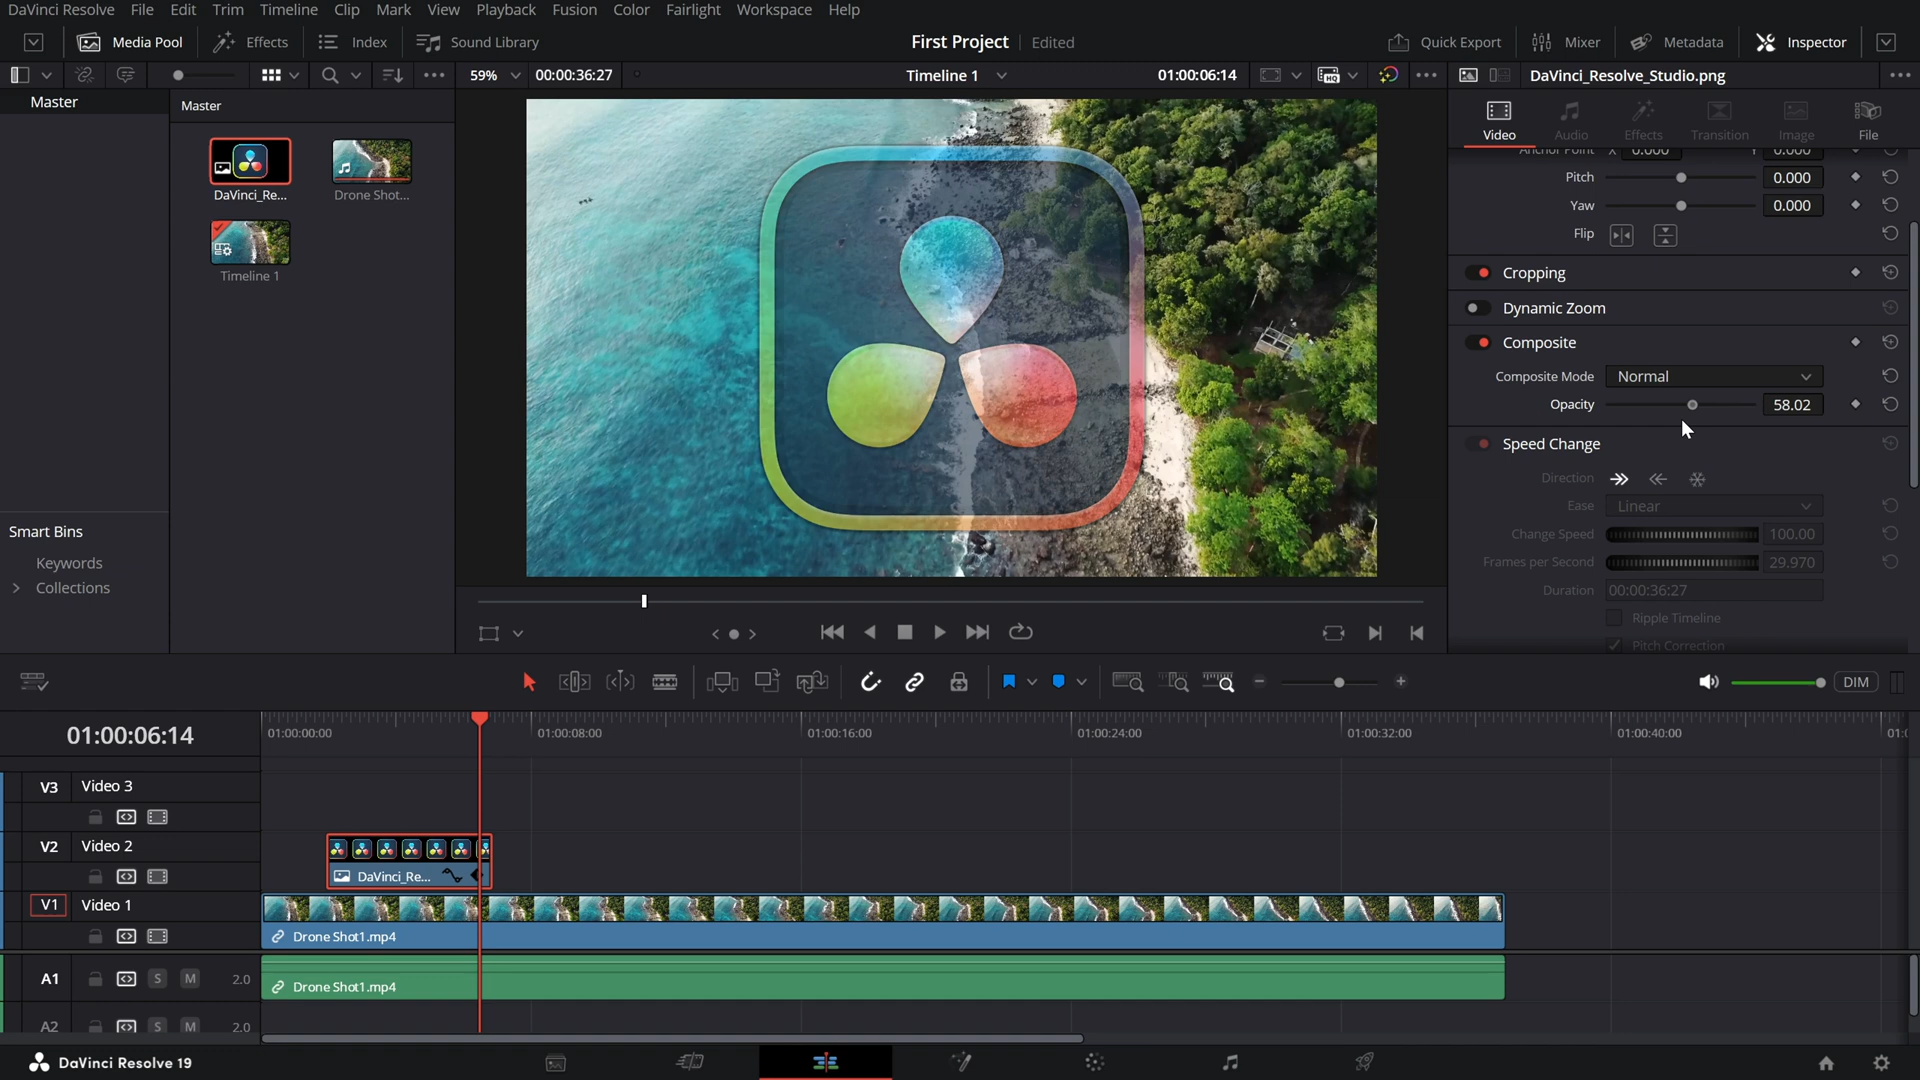 DaVinci Resolve File Edit Trim Timeline Clip Mark View Playback Fusion Color Fairlight Workspace Help
Media Pool Effects Index Sound Library First Project Edited Quick Export Mixer Metadata Inspector
59% 00:00:36:27 Timeline 1 01:00:06:14 DaVinci_Resolve_Studio.png
Master
Master
DaVinci_Re... Drone Shot...
Timeline 1
Smart Bins
Keywords
Collections
Video Audio Effects Transition Image File
Anchor Point X 0.000 Y 0.000
Pitch 0.000
Yaw 0.000
Flip
Cropping
Dynamic Zoom
Composite
Composite Mode Normal
Opacity 58.02
Speed Change
Direction
Ease Linear
Change Speed 100.00
Frames per Second 29.970
Duration 00:00:36:27
Ripple Timeline
Pitch Correction
DIM
01:00:06:14 01:00:00:00 01:00:08:00 01:00:16:00 01:00:24:00 01:00:32:00 01:00:40:00
V3 Video 3
V2 Video 2
DaVinci_Re...
V1 Video 1
Drone Shot1.mp4
A1 S M 2.0
Drone Shot1.mp4
A2 S M 2.0
DaVinci Resolve 19